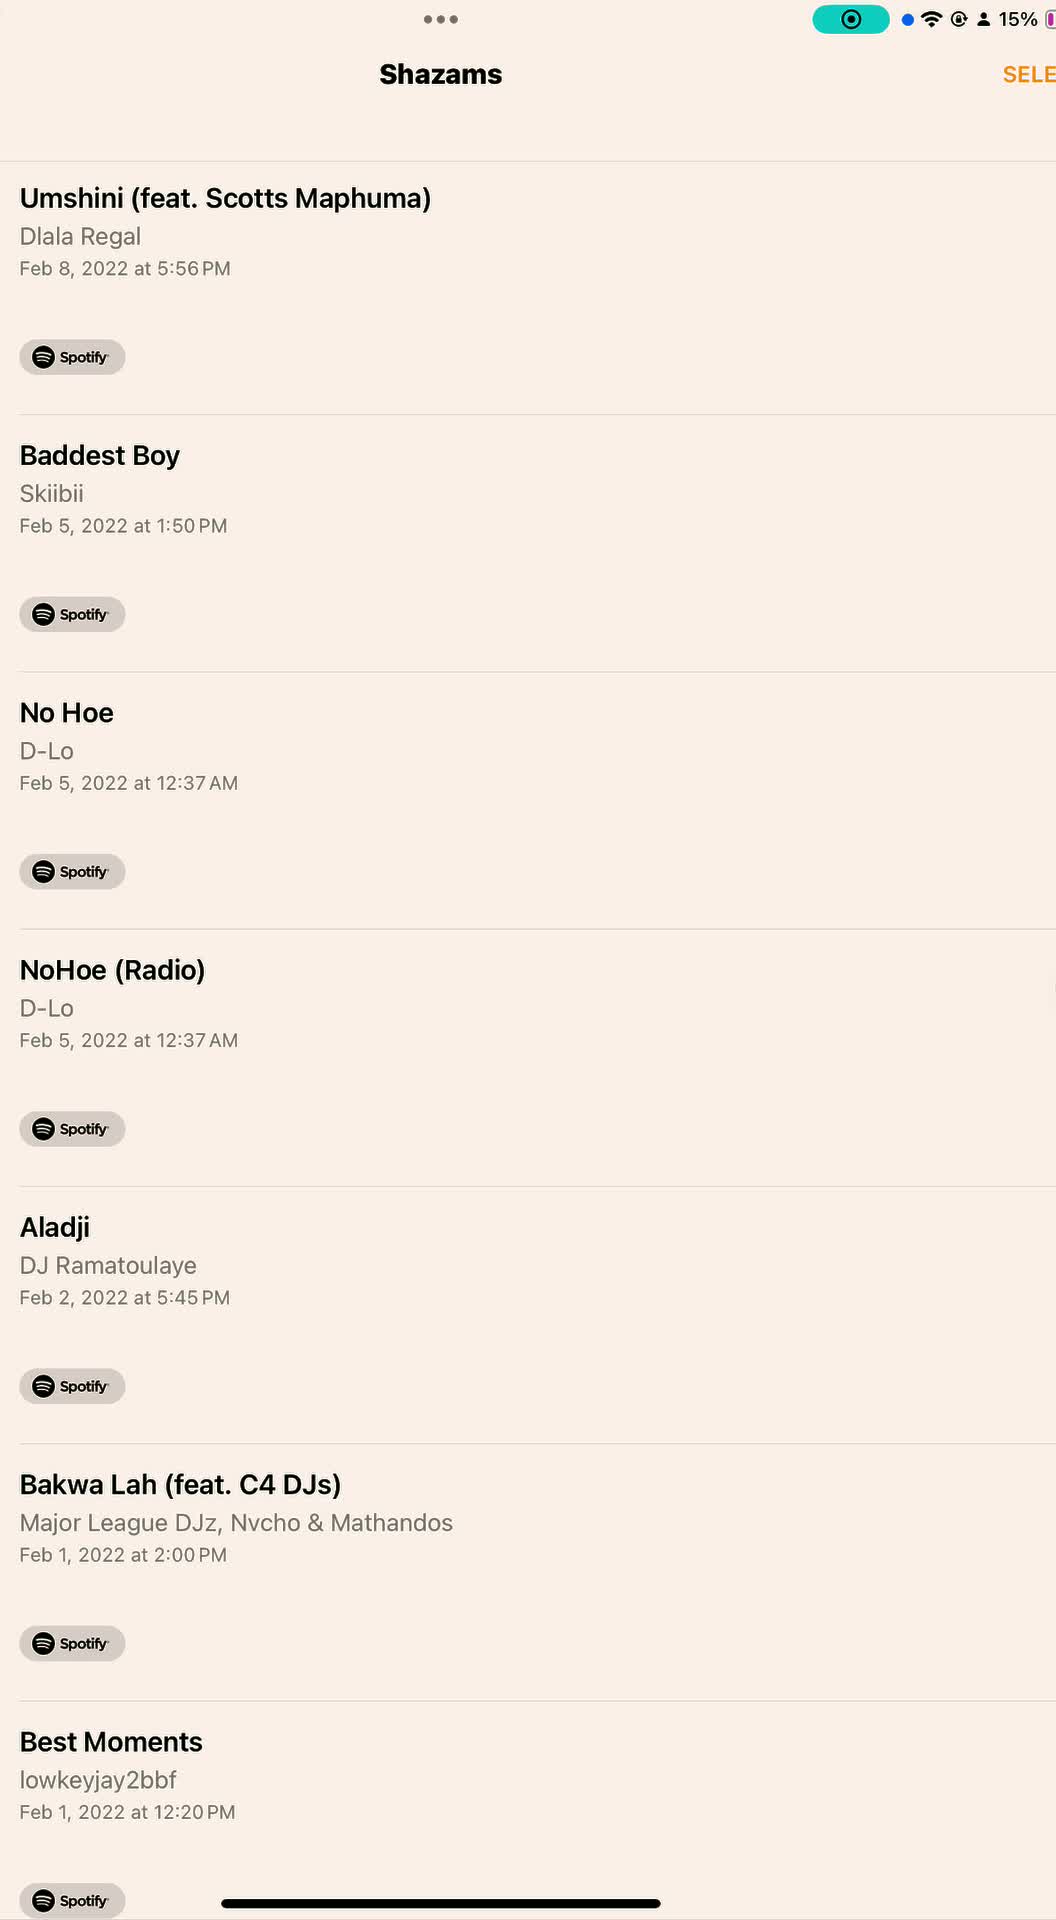 15%
Shazams
SELE
Umshini (feat. Scotts Maphuma)
Dlala Regal
Feb 8, 2022 at 5:56 PM
Spotify
Baddest Boy
Skiibii
Feb 5, 2022 at 1:50 PM
Spotify
No Hoe
D-Lo
Feb 5, 2022 at 12:37 AM
Spotify
NoHoe (Radio)
D-Lo
Feb 5, 2022 at 12:37 AM
Spotify
Aladji
DJ Ramatoulaye
Feb 2, 2022 at 5:45 PM
Spotify
Bakwa Lah (feat. C4 DJs)
Major League DJz, Nvcho & Mathandos
Feb 1, 2022 at 2:00 PM
Spotify
Best Moments
lowkeyjay2bbf
Feb 1, 2022 at 12:20 PM
Spotify